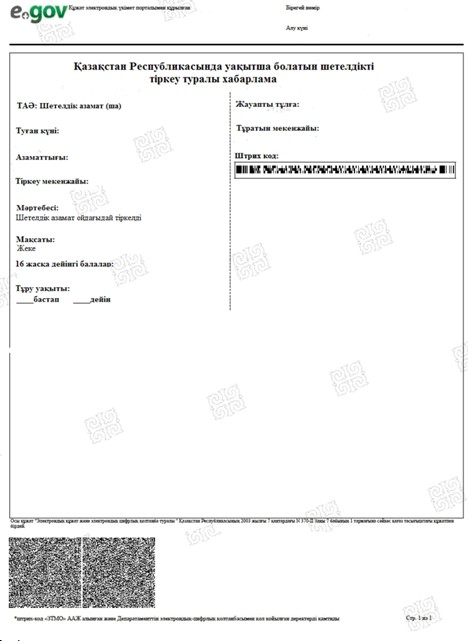 e.gov
Құжат электрондық үкімет порталымен құрылған
Бірегей нөмір
Алу күні
Қазақстан Республикасында уақытша болатын шетелдікті
тіркеу туралы хабарлама
ТАӘ: Шетелдік азамат (ша)
Жауапты тұлға:
Туған күні:
Тұратын мекенжайы:
Азаматтығы:
Штрих код:
Тіркеу мекенжайы:
Мәртебесі:
Шетелдік азамат ойдағыдай тіркелді
Мақсаты:
Жеке
16 жасқа дейінгі балалар:
Тұру уақыты:
____бастап ____дейін
Осы құжат "Электрондық құжат және электрондық цифрлық қолтаңба туралы " Қазақстан Республикасының 2003 жылғы 7 қаңтардағы N 370-II Заңы 7 бабының 1 тармағына сәйкес қағаз тасығыштағы құжатпен
бірдей
*штрих-код «ЗТМО» ААЖ алынған және Департаменттің электрондық-цифрлық қолтаңбасымен қол қойылған деректерді қамтиды
Стр. 1 из 1